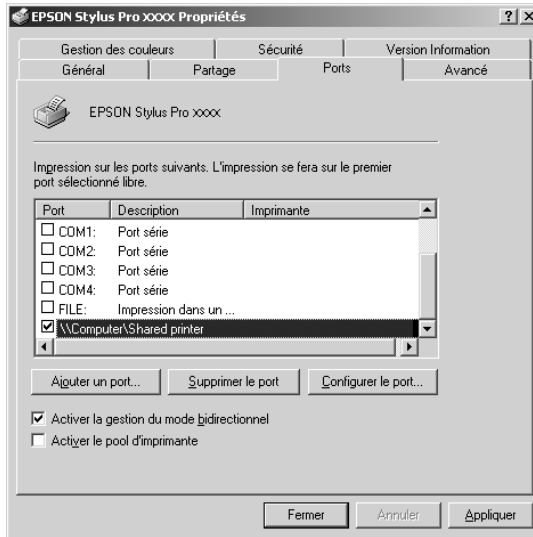 EPSON Stylus Pro XXXX Propriétés
Gestion des couleurs Sécurité Version Information
Général Partage Ports Avancé
EPSON Stylus Pro xxxx
Impression sur les ports suivants. L'impression se fera sur le premier
port sélectionné libre.
Port Description Imprimante
COM1: Port série
COM2: Port série
COM3: Port série
COM4: Port série
FILE: Impression dans un ...
\\Computer\Shared printer
Ajouter un port... Supprimer le port Configurer le port...
Activer la gestion du mode bidirectionnel
Activer le pool d'imprimante
Fermer Annuler Appliquer